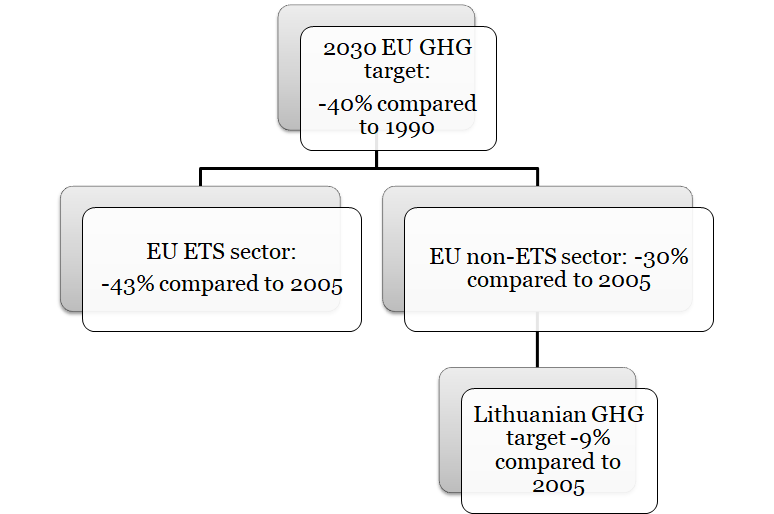 2030 EU GHG
target:
-40% compared
to 1990
EU ETS sector:
-43% compared to 2005
EU non-ETS sector: -30%
compared to 2005
Lithuanian GHG
target -9%
compared to
2005